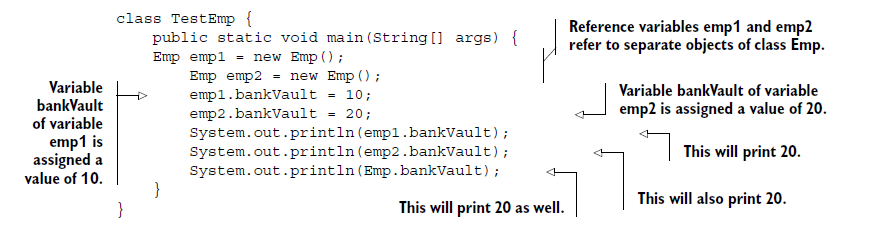 class TestEmp {
public static void main(String[] args) {
Emp emp1 = new Emp();
Emp emp2 = new Emp();
emp1.bankVault = 10;
emp2.bankVault = 20;
System.out.println(emp1.bankVault);
System.out.println(emp2.bankVault);
System.out.println(Emp.bankVault);
}
}
Variable
bankVault
of variable
emp1 is
assigned a
value of 10.
Reference variables emp1 and emp2
refer to separate objects of class Emp.
Variable bankVault of variable
emp2 is assigned a value of 20.
This will print 20.
This will also print 20.
This will print 20 as well.